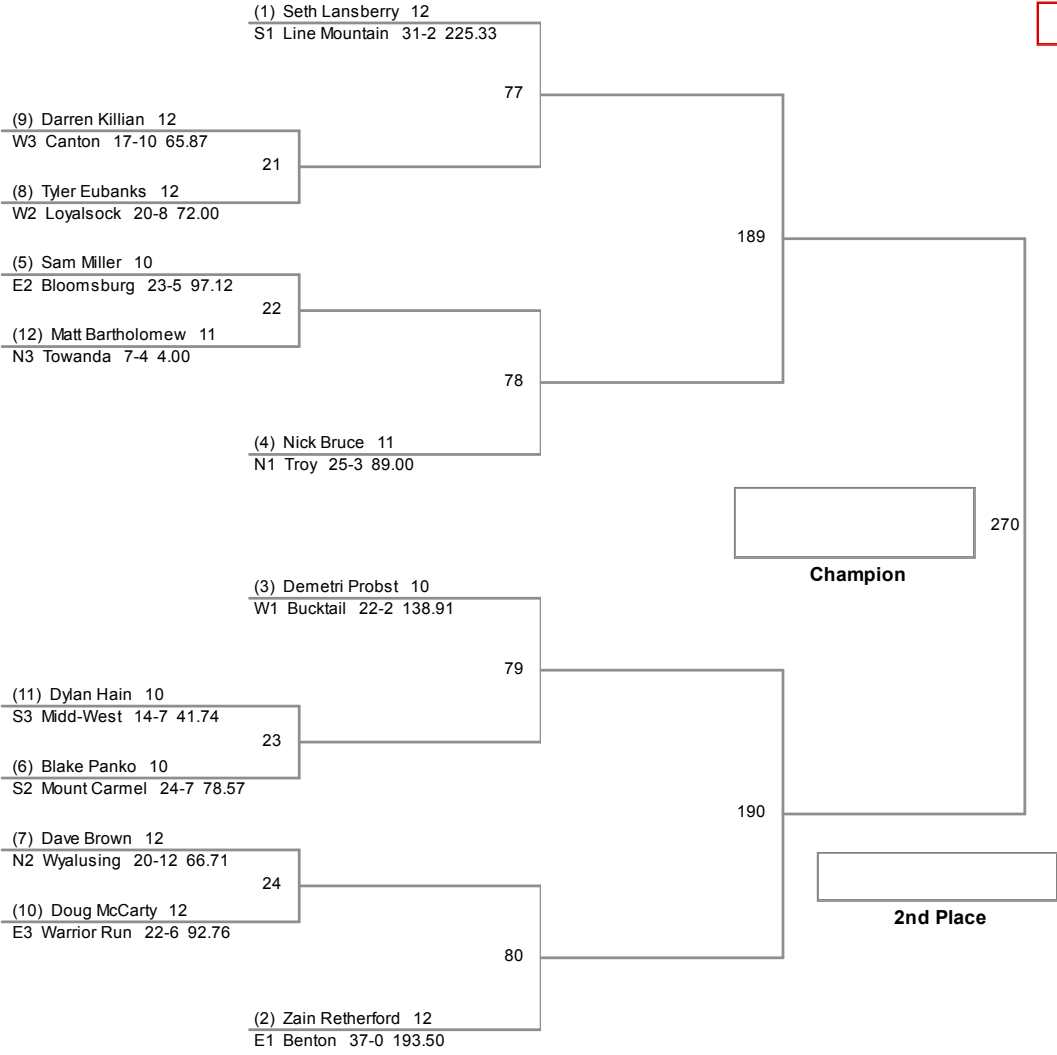 (1) Seth Lansberry 12
S1 Line Mountain 31-2 225.33
77
(9) Darren Killian 12
W3 Canton 17-10 65.87
21
(8) Tyler Eubanks 12
W2 Loyalsock 20-8 72.00
189
(5) Sam Miller 10
E2 Bloomsburg 23-5 97.12
22
(12) Matt Bartholomew 11
N3 Towanda 7-4 4.00
78
(4) Nick Bruce 11
N1 Troy 25-3 89.00
270
Champion
(3) Demetri Probst 10
W1 Bucktail 22-2 138.91
79
(11) Dylan Hain 10
S3 Midd-West 14-7 41.74
23
(6) Blake Panko 10
S2 Mount Carmel 24-7 78.57
190
(7) Dave Brown 12
N2 Wyalusing 20-12 66.71
24
(10) Doug McCarty 12
E3 Warrior Run 22-6 92.76
2nd Place
80
(2) Zain Retherford 12
E1 Benton 37-0 193.50